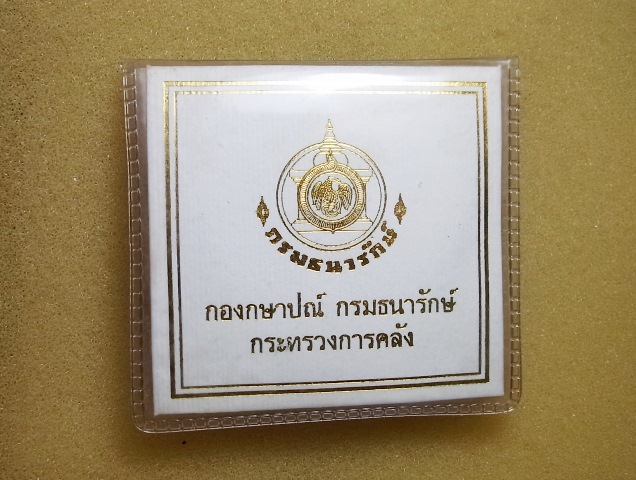 กรมธนารักษ์
กองกษาปณ์ กรมธนารักษ์
กระทรวงการคลัง